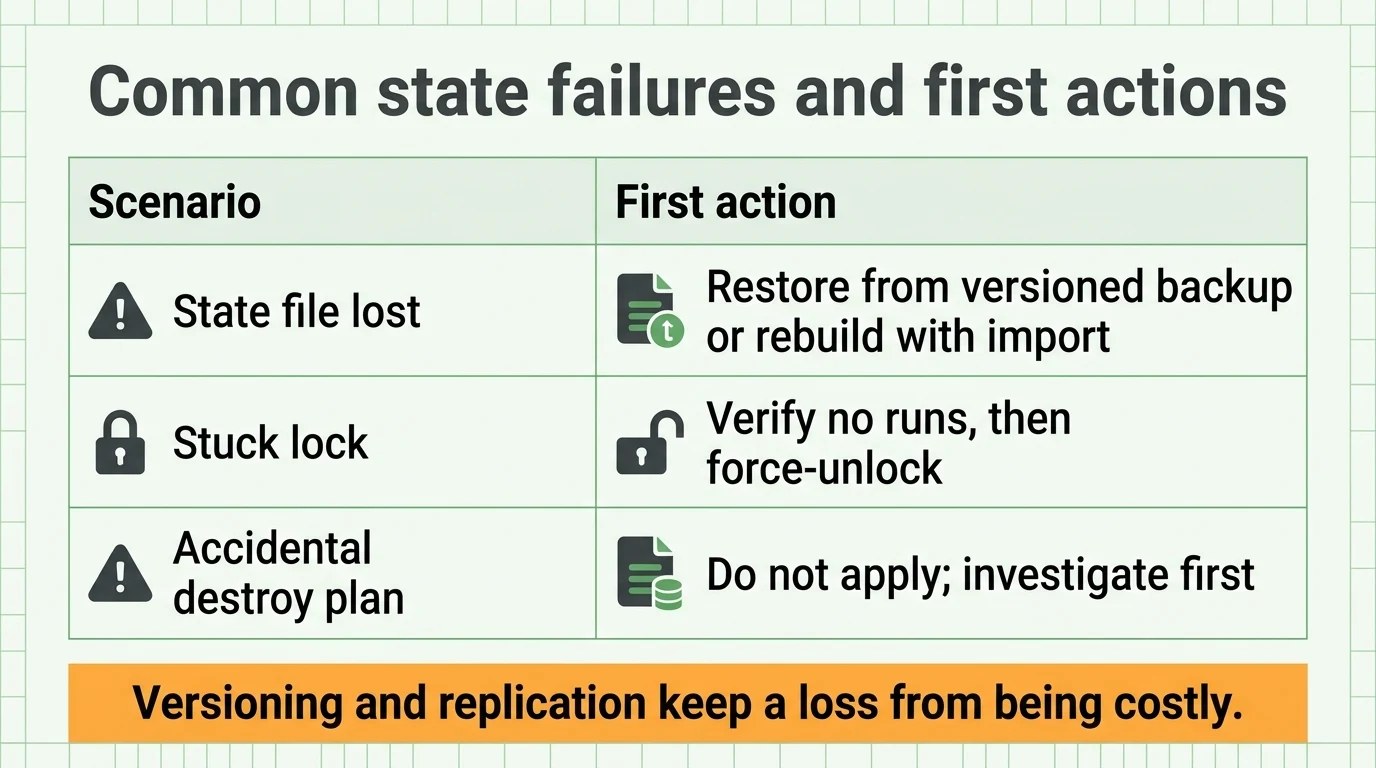 Common state failures and first actions
Scenario
First action
State file lost
Restore from versioned backup
or rebuild with import
Stuck lock
Verify no runs, then
force-unlock
Accidental
destroy plan
Do not apply; investigate first
Versioning and replication keep a loss from being costly.